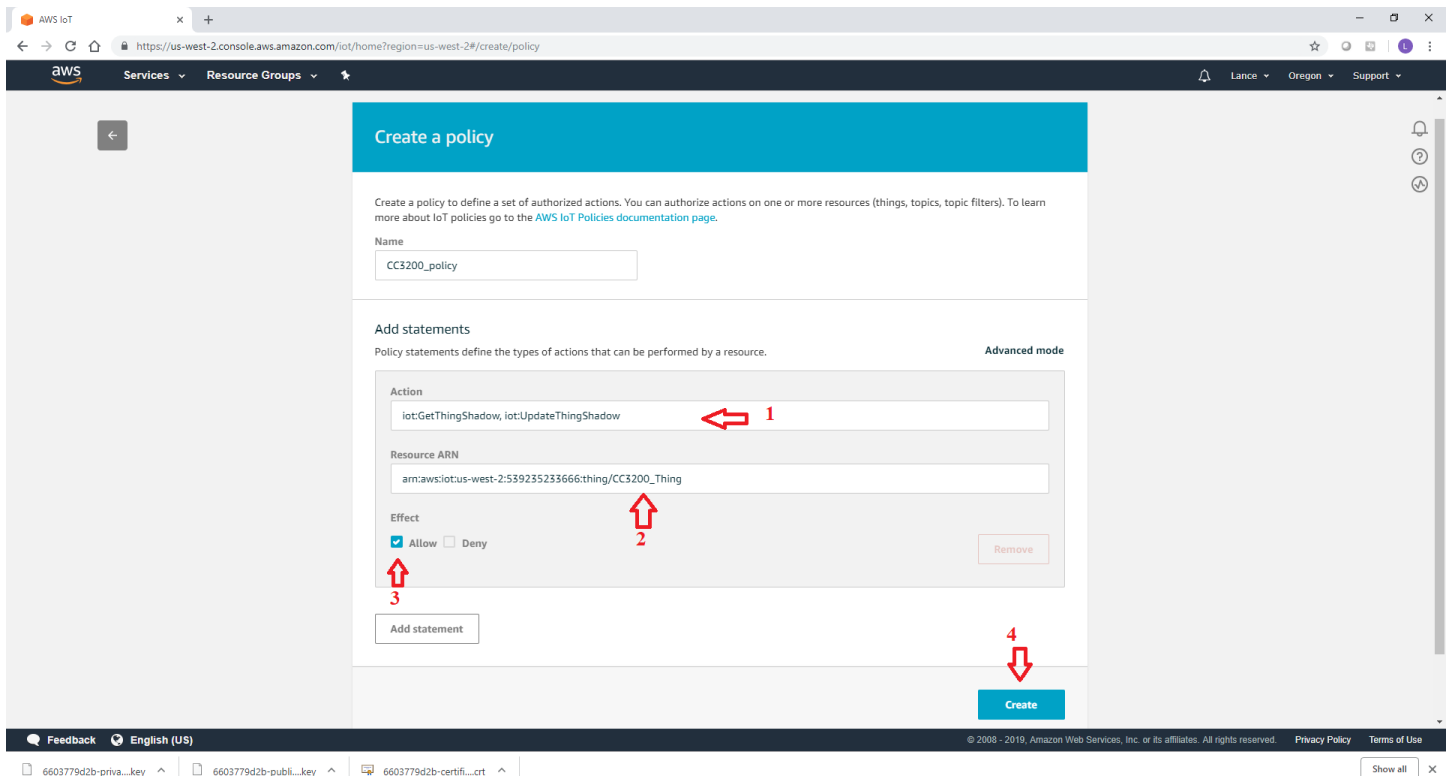 AWS IoT
https://us-west-2.console.aws.amazon.com/iot/home?region=us-west-2#/create/policy
L
aws Services Resource Groups Lance Oregon Support
Create a policy
Create a policy to define a set of authorized actions. You can authorize actions on one or more resources (things, topics, topic filters). To learn
more about IoT policies go to the AWS IoT Policies documentation page.
Name
CC3200_policy
Add statements
Policy statements define the types of actions that can be performed by a resource. Advanced mode
Action
iot:GetThingShadow, iot:UpdateThingShadow 1
Resource ARN
arn:aws:iot:us-west-2:539235233666:thing/CC3200_Thing
Effect
2
Allow Deny
Remove
3
Add statement
4
Create
Feedback English (US) © 2008 - 2019, Amazon Web Services, Inc. or its affiliates. All rights reserved. Privacy Policy Terms of Use
6603779d2b-priva....key 6603779d2b-publi....key 6603779d2b-certifi....crt Show all